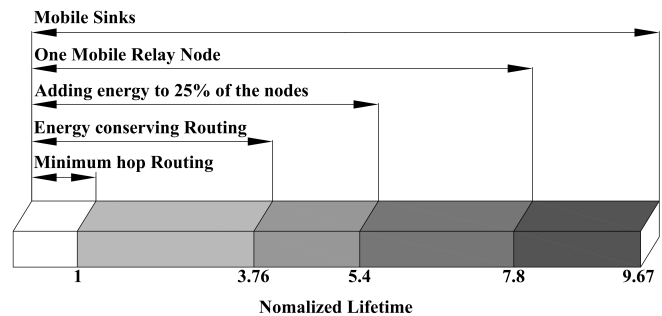 Mobile Sinks
One Mobile Relay Node
Adding energy to 25% of the nodes
Energy conserving Routing
Minimum hop Routing
1 3.76 5.4 7.8 9.67
Nomalized Lifetime